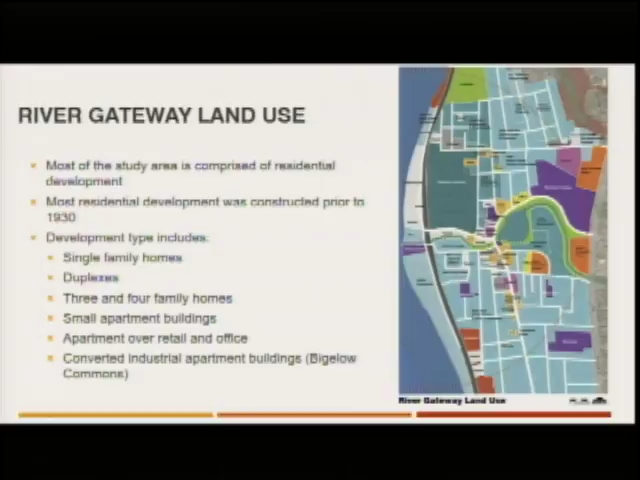 RIVER GATEWAY LAND USE
Most of the study area is comprised of residential
development
Most residential development was constructed prior to
1930
Development type includes:
Single family homes
Duplexes
Three and four family homes
Small apartment buildings
Apartment over retail and office
Converted industrial apartment buildings (Bigelow
Commons)
River Gateway Land Use